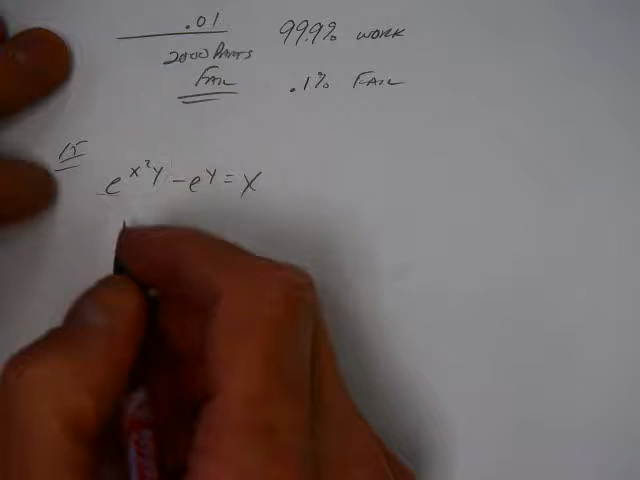 .01
99.9% WORK
2000 PARTS
FAIL
.1% FAIL
15
e^{x²y} - e^y = x